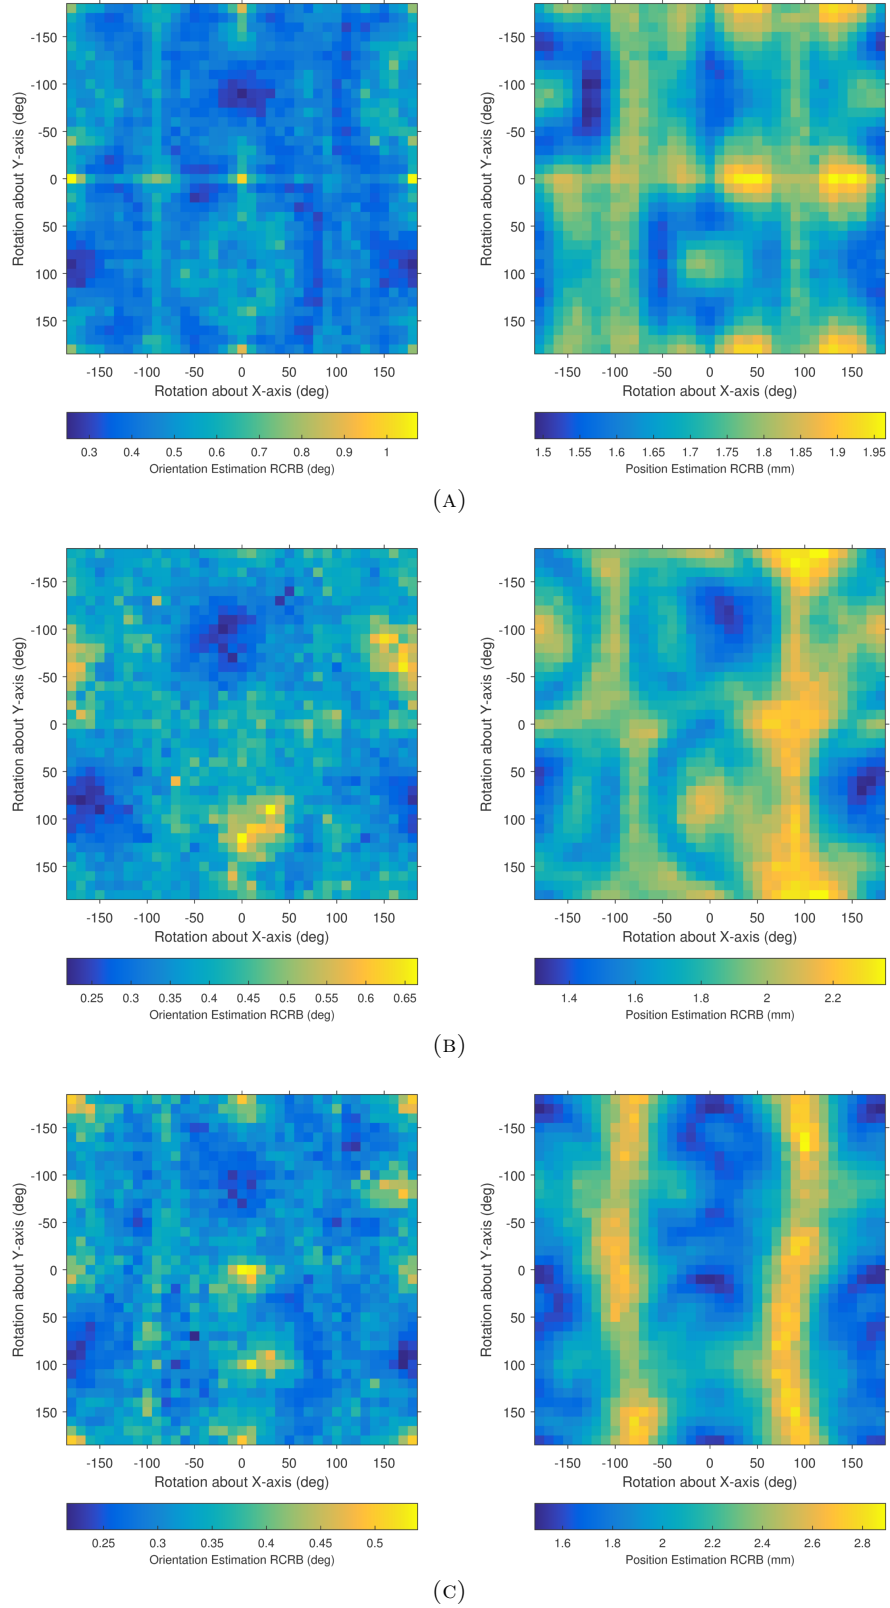 -150
-100
-50
0
50
100
150
Rotation about Y-axis (deg)
-150 -100 -50 0 50 100 150
Rotation about X-axis (deg)
0.3 0.4 0.5 0.6 0.7 0.8 0.9 1
Orientation Estimation RCRB (deg)
-150
-100
-50
0
50
100
150
Rotation about Y-axis (deg)
-150 -100 -50 0 50 100 150
Rotation about X-axis (deg)
1.5 1.55 1.6 1.65 1.7 1.75 1.8 1.85 1.9 1.95
Position Estimation RCRB (mm)
(A)
-150
-100
-50
0
50
100
150
Rotation about Y-axis (deg)
-150 -100 -50 0 50 100 150
Rotation about X-axis (deg)
0.25 0.3 0.35 0.4 0.45 0.5 0.55 0.6 0.65
Orientation Estimation RCRB (deg)
-150
-100
-50
0
50
100
150
Rotation about Y-axis (deg)
-150 -100 -50 0 50 100 150
Rotation about X-axis (deg)
1.4 1.6 1.8 2 2.2
Position Estimation RCRB (mm)
(B)
-150
-100
-50
0
50
100
150
Rotation about Y-axis (deg)
-150 -100 -50 0 50 100 150
Rotation about X-axis (deg)
0.25 0.3 0.35 0.4 0.45 0.5
Orientation Estimation RCRB (deg)
-150
-100
-50
0
50
100
150
Rotation about Y-axis (deg)
-150 -100 -50 0 50 100 150
Rotation about X-axis (deg)
1.6 1.8 2 2.2 2.4 2.6 2.8
Position Estimation RCRB (mm)
(C)